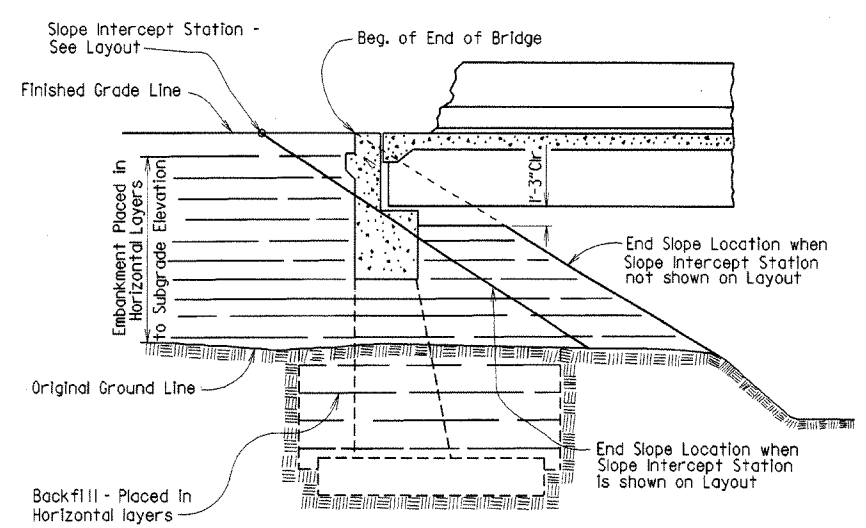 Slope Intercept Station -
See Layout
Beg. of End of Bridge
Finished Grade Line
1'-3" Clr.
Embankment Placed in
Horizontal Layers
to Subgrade Elevation
End Slope Location when
Slope Intercept Station
not shown on Layout
Original Ground Line
End Slope Location when
Slope Intercept Station
is shown on Layout
Backfill - Placed in
Horizontal layers